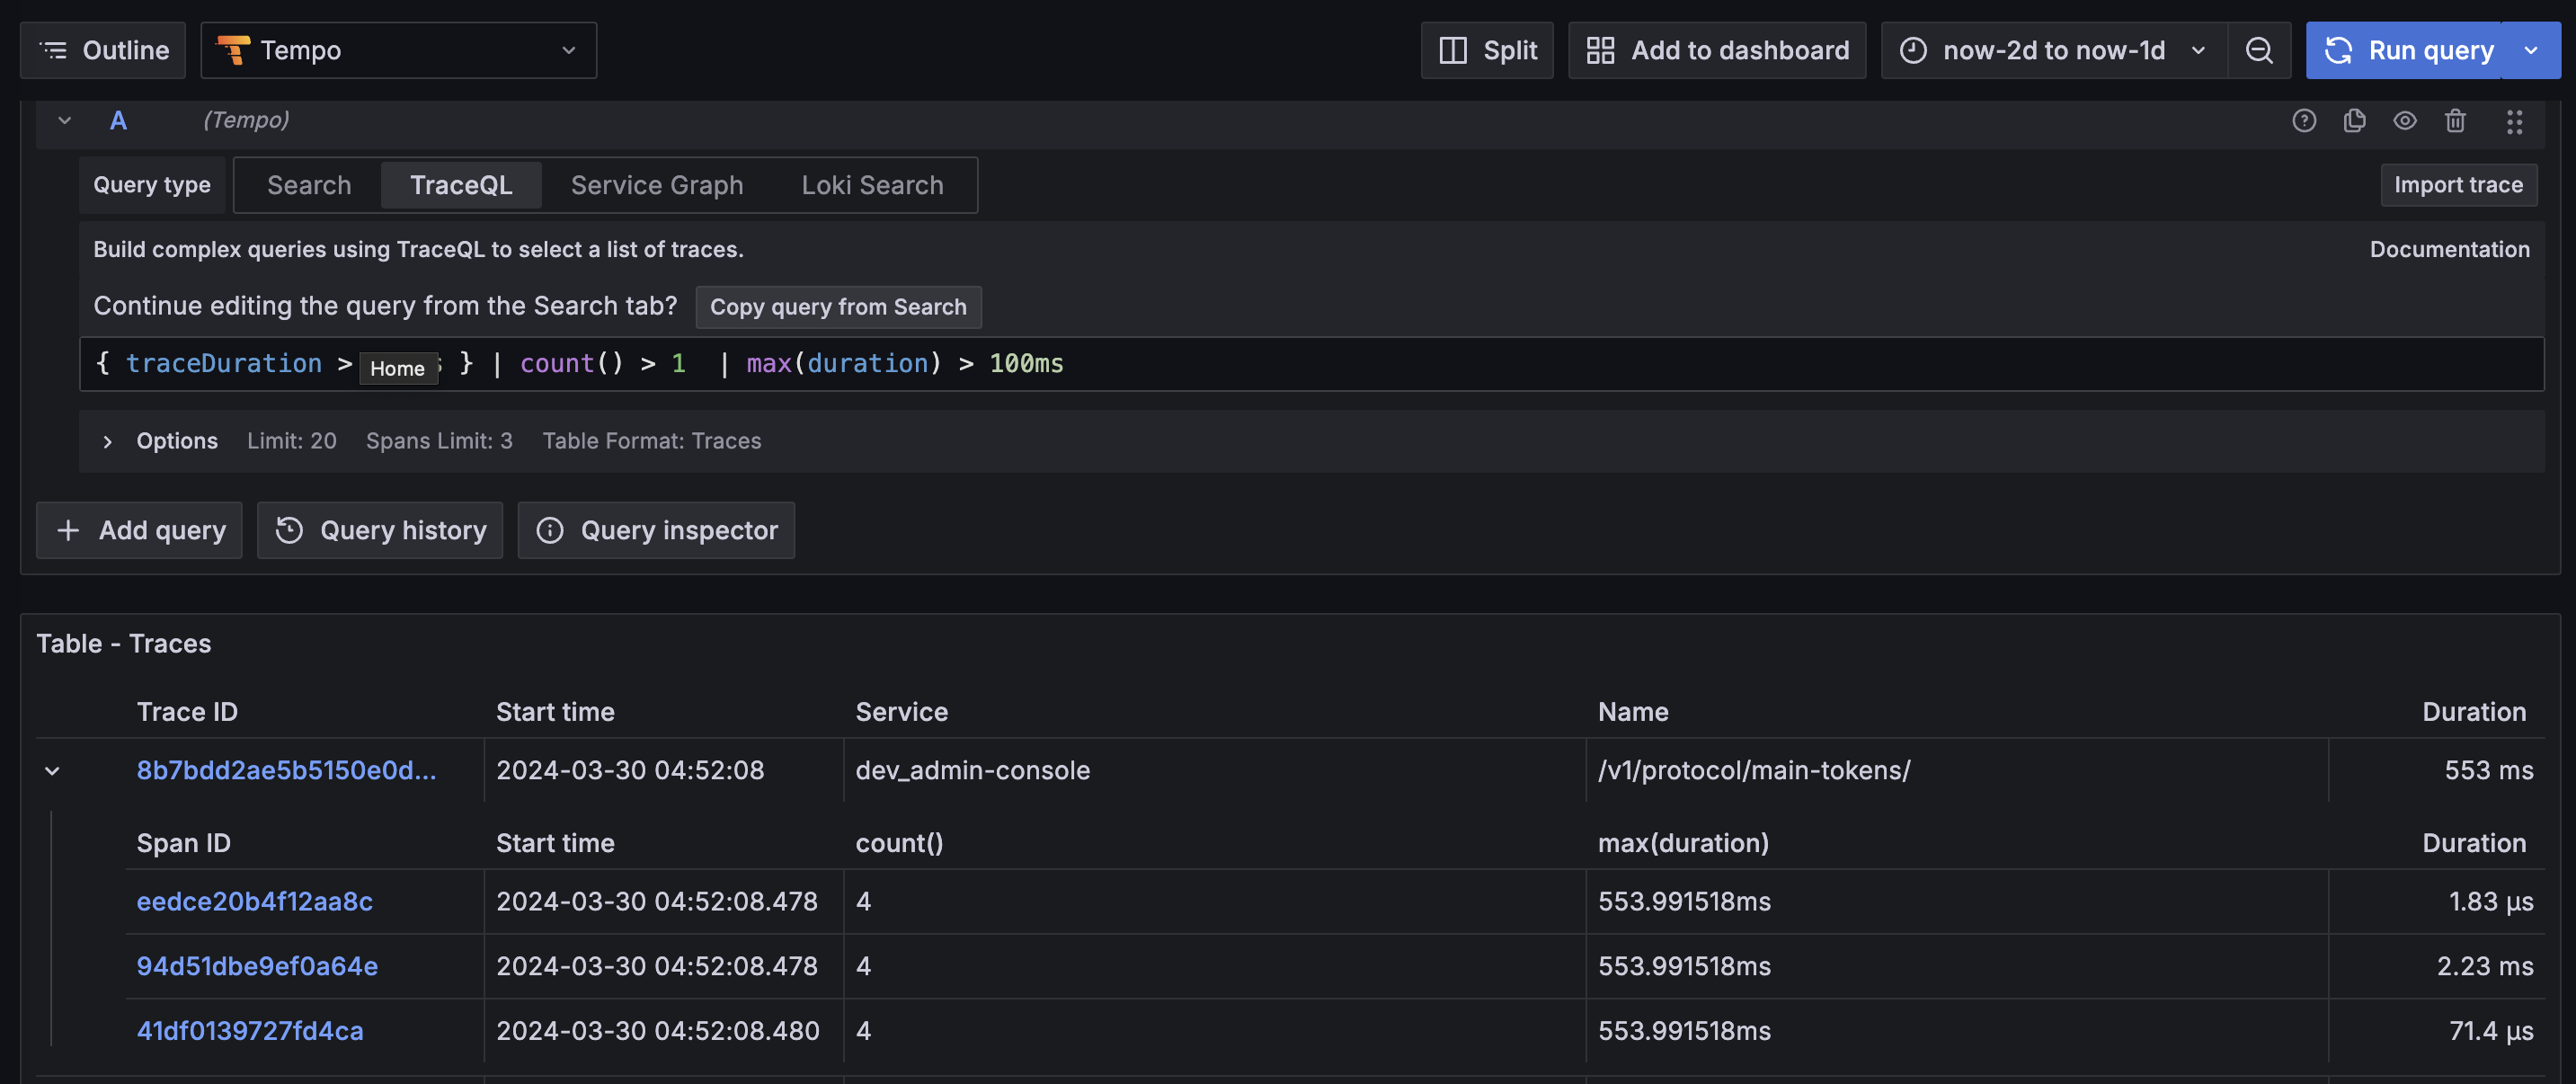 Outline Tempo Split Add to dashboard now-2d to now-1d Run query
A (Tempo)
Query type Search TraceQL Service Graph Loki Search Import trace
Build complex queries using TraceQL to select a list of traces. Documentation
Continue editing the query from the Search tab? Copy query from Search
{ traceDuration > Home } | count() > 1 | max(duration) > 100ms
Options Limit: 20 Spans Limit: 3 Table Format: Traces
Add query Query history Query inspector
Table - Traces
Trace ID Start time Service Name Duration
8b7bdd2ae5b5150e0d... 2024-03-30 04:52:08 dev_admin-console /v1/protocol/main-tokens/ 553 ms
Span ID Start time count() max(duration) Duration
eedce20b4f12aa8c 2024-03-30 04:52:08.478 4 553.991518ms 1.83 µs
94d51dbe9ef0a64e 2024-03-30 04:52:08.478 4 553.991518ms 2.23 ms
41df0139727fd4ca 2024-03-30 04:52:08.480 4 553.991518ms 71.4 µs